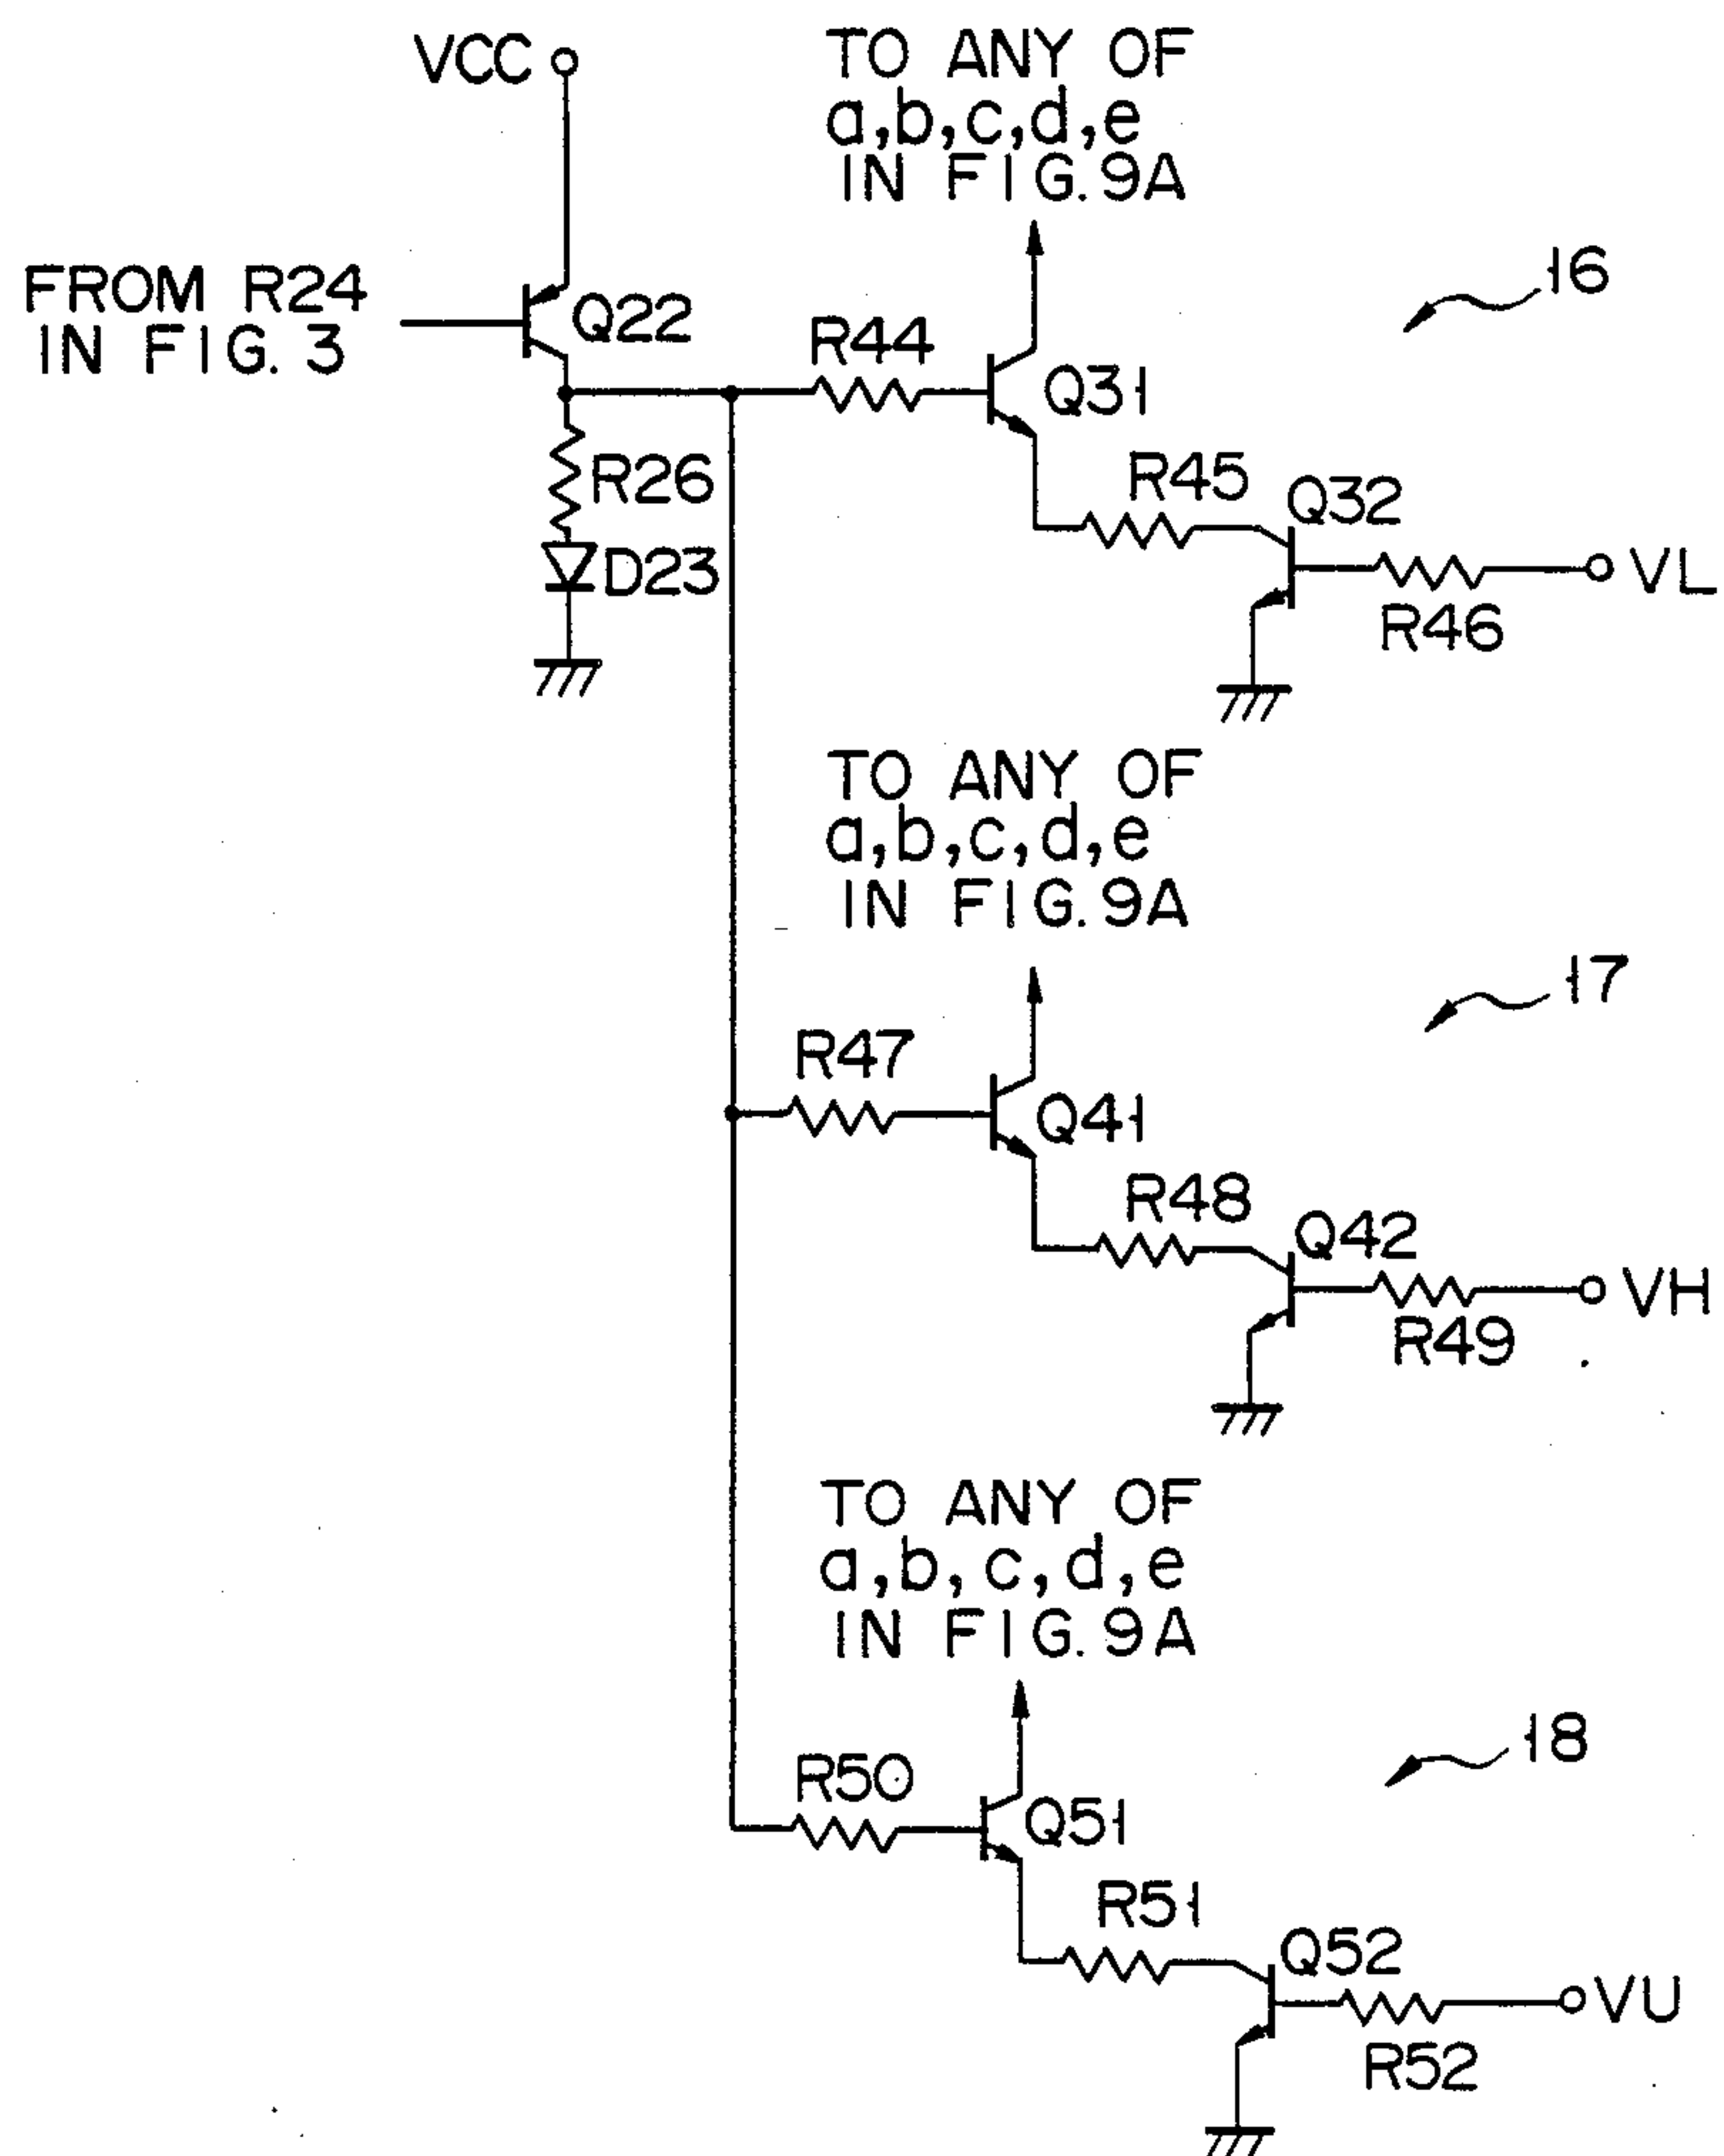 VCC
TO ANY OF
a,b,c,d,e
IN FIG.9A
16
FROM R24
IN FIG. 3
Q22
R44
Q31
R26
R45
Q32
D23
VL
R46
TO ANY OF
a,b,c,d,e
IN FIG.9A
17
R47
Q41
R48
Q42
VH
R49
TO ANY OF
a,b,c,d,e
IN FIG.9A
18
R50
Q51
R51
Q52
VU
R52